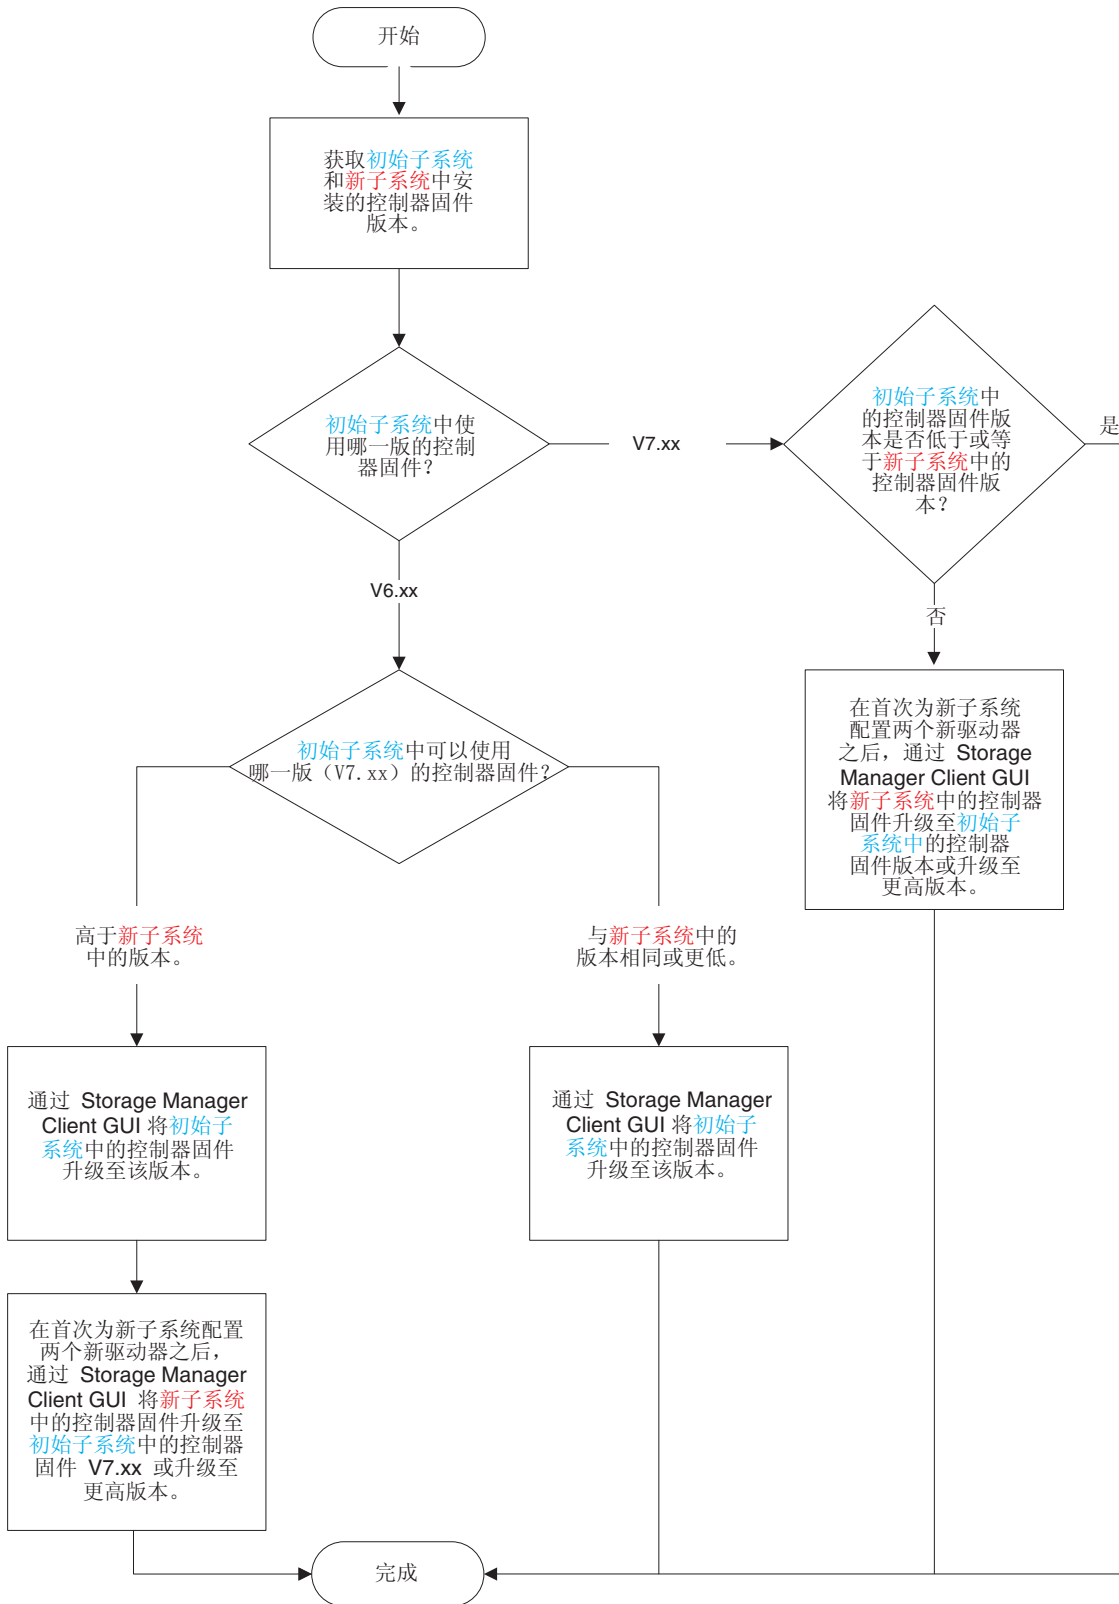 开始
获取初始子系统
和新子系统中安
装的控制器固件
版本。
初始子系统中使
用哪一版的控制
器固件？
V7.xx
初始子系统中
的控制器固件版
本是否低于或等
于新子系统中的
控制器固件版
本？
是
V6.xx
否
初始子系统中可以使用
哪一版（V7.xx）的控制器固件？
在首次为新子系统
配置两个新驱动器
之后，通过 Storage
Manager Client GUI
将新子系统中的控制器
固件升级至初始子
系统中的控制器
固件版本或升级至
更高版本。
高于新子系统
中的版本。
与新子系统中的
版本相同或更低。
通过 Storage Manager
Client GUI 将初始子
系统中的控制器固件
升级至该版本。
通过 Storage Manager
Client GUI 将初始子
系统中的控制器固件
升级至该版本。
在首次为新子系统配置
两个新驱动器之后，
通过 Storage Manager
Client GUI 将新子系统
中的控制器固件升级至
初始子系统中的控制器
固件 V7.xx 或升级至
更高版本。
完成